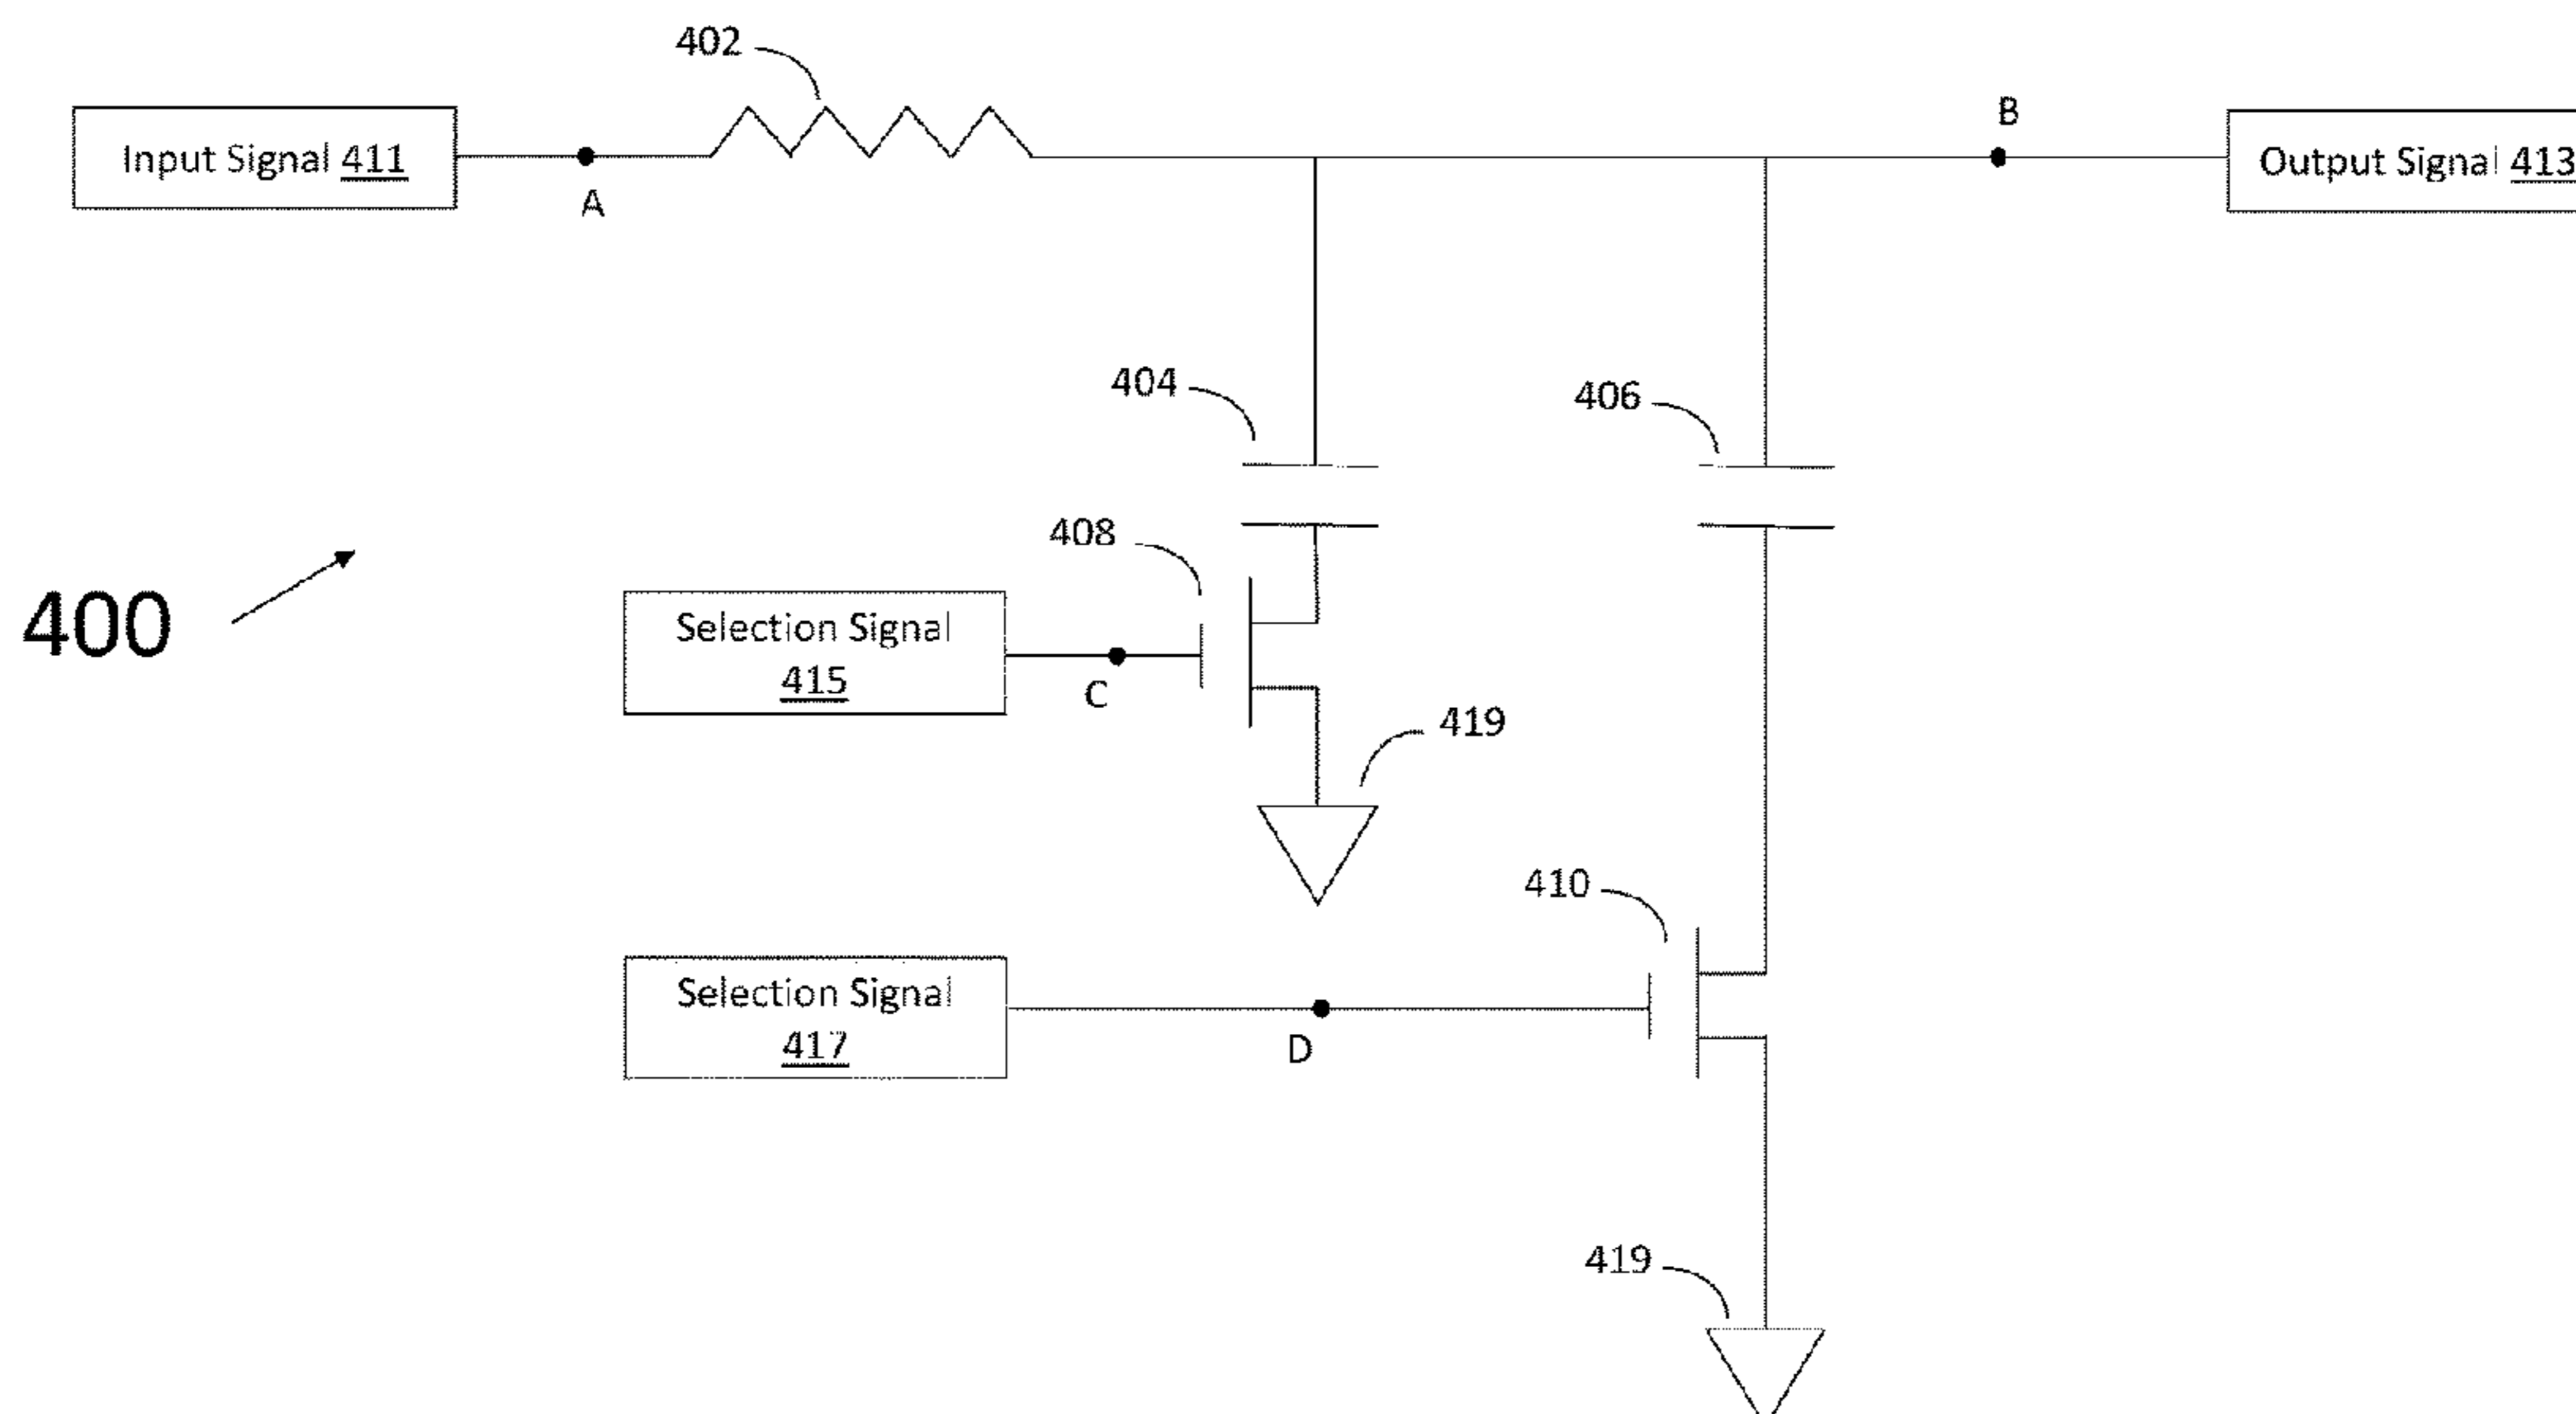 402
Input Signal 411
A
B
Output Signal 413
404
406
408
400
Selection Signal
415
C
419
410
Selection Signal
417
D
419